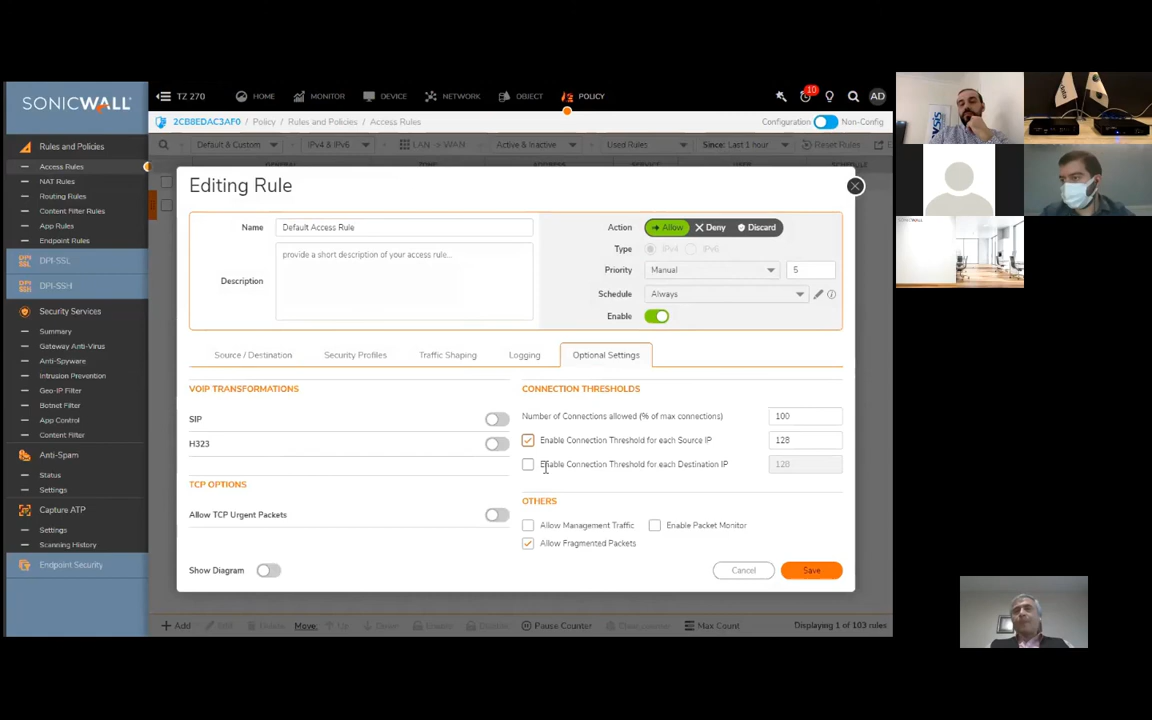 SONICWALL
TZ 270
HOME
MONITOR
DEVICE
NETWORK
OBJECT
POLICY
10
AD
2CB8EDAC3AF0 / Policy / Rules and Policies / Access Rules
Configuration
Non-Config
Default & Custom
IPv4 & IPv6
LAN -> WAN
Active & Inactive
Used Rules
Since: Last 1 hour
Reset Rules
Rules and Policies
Access Rules
NAT Rules
Routing Rules
Content Filter Rules
App Rules
Endpoint Rules
DPI-SSL
DPI-SSH
Security Services
Summary
Gateway Anti-Virus
Anti-Spyware
Intrusion Prevention
Geo-IP Filter
Botnet Filter
App Control
Content Filter
Anti-Spam
Status
Settings
Capture ATP
Settings
Scanning History
Endpoint Security
Editing Rule
Name
Default Access Rule
Description
provide a short description of your access rule...
Action
Allow
Deny
Discard
Type
IPv4
IPv6
Priority
Manual
5
Schedule
Always
Enable
Source / Destination
Security Profiles
Traffic Shaping
Logging
Optional Settings
VOIP TRANSFORMATIONS
SIP
H323
TCP OPTIONS
Allow TCP Urgent Packets
CONNECTION THRESHOLDS
Number of Connections allowed (% of max connections)
100
Enable Connection Threshold for each Source IP
128
Enable Connection Threshold for each Destination IP
128
OTHERS
Allow Management Traffic
Enable Packet Monitor
Allow Fragmented Packets
Show Diagram
Cancel
Save
Add
Edit
Delete
Move:
Up
Down
Pause Counter
Max Count
Displaying 1 of 103 rules